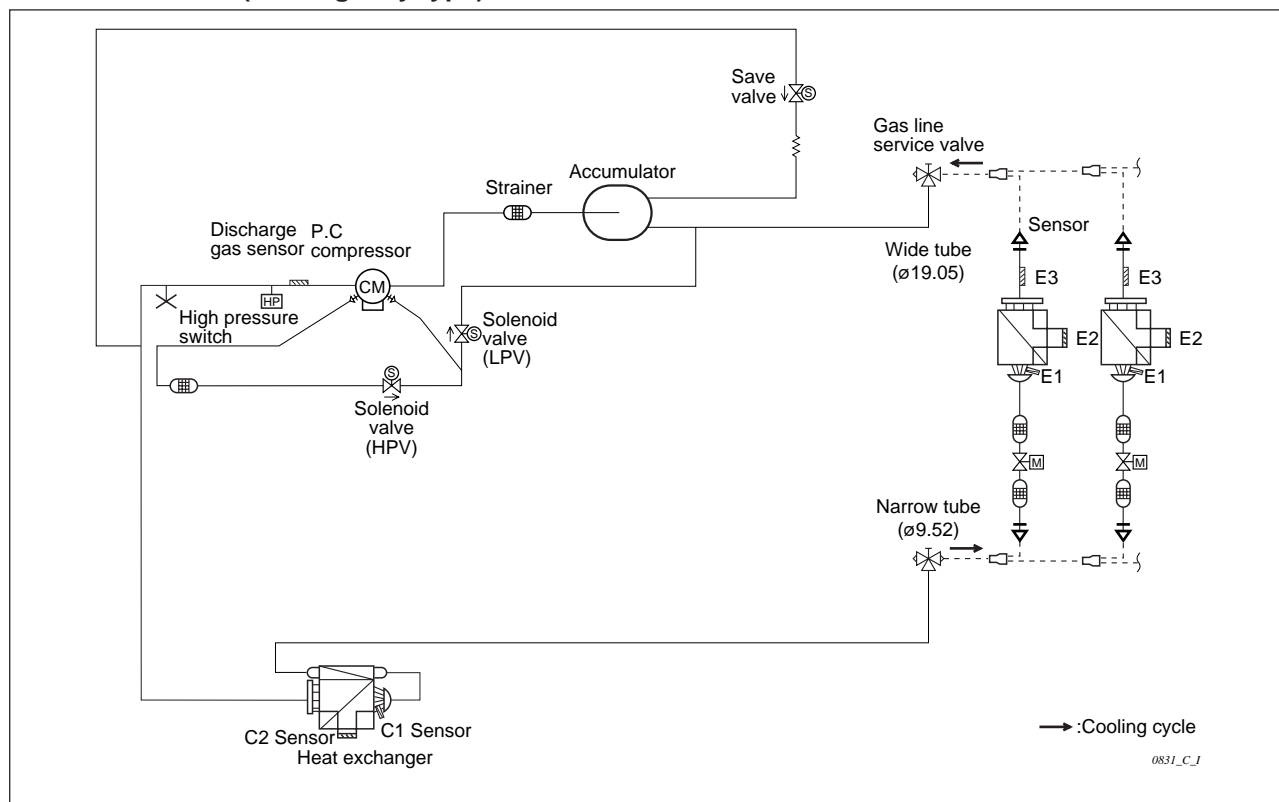 Save
valve
Gas line
service valve
Accumulator
Strainer
Discharge
gas sensor
P.C
compressor
CM
HP
High pressure
switch
S
Solenoid
valve
(LPV)
S
Solenoid
valve
(HPV)
S
Wide tube
(ø19.05)
Sensor
E3
E3
E2
E2
E1
E1
M
M
Narrow tube
(ø9.52)
C2 Sensor
C1 Sensor
Heat exchanger
:Cooling cycle
0831_C_I